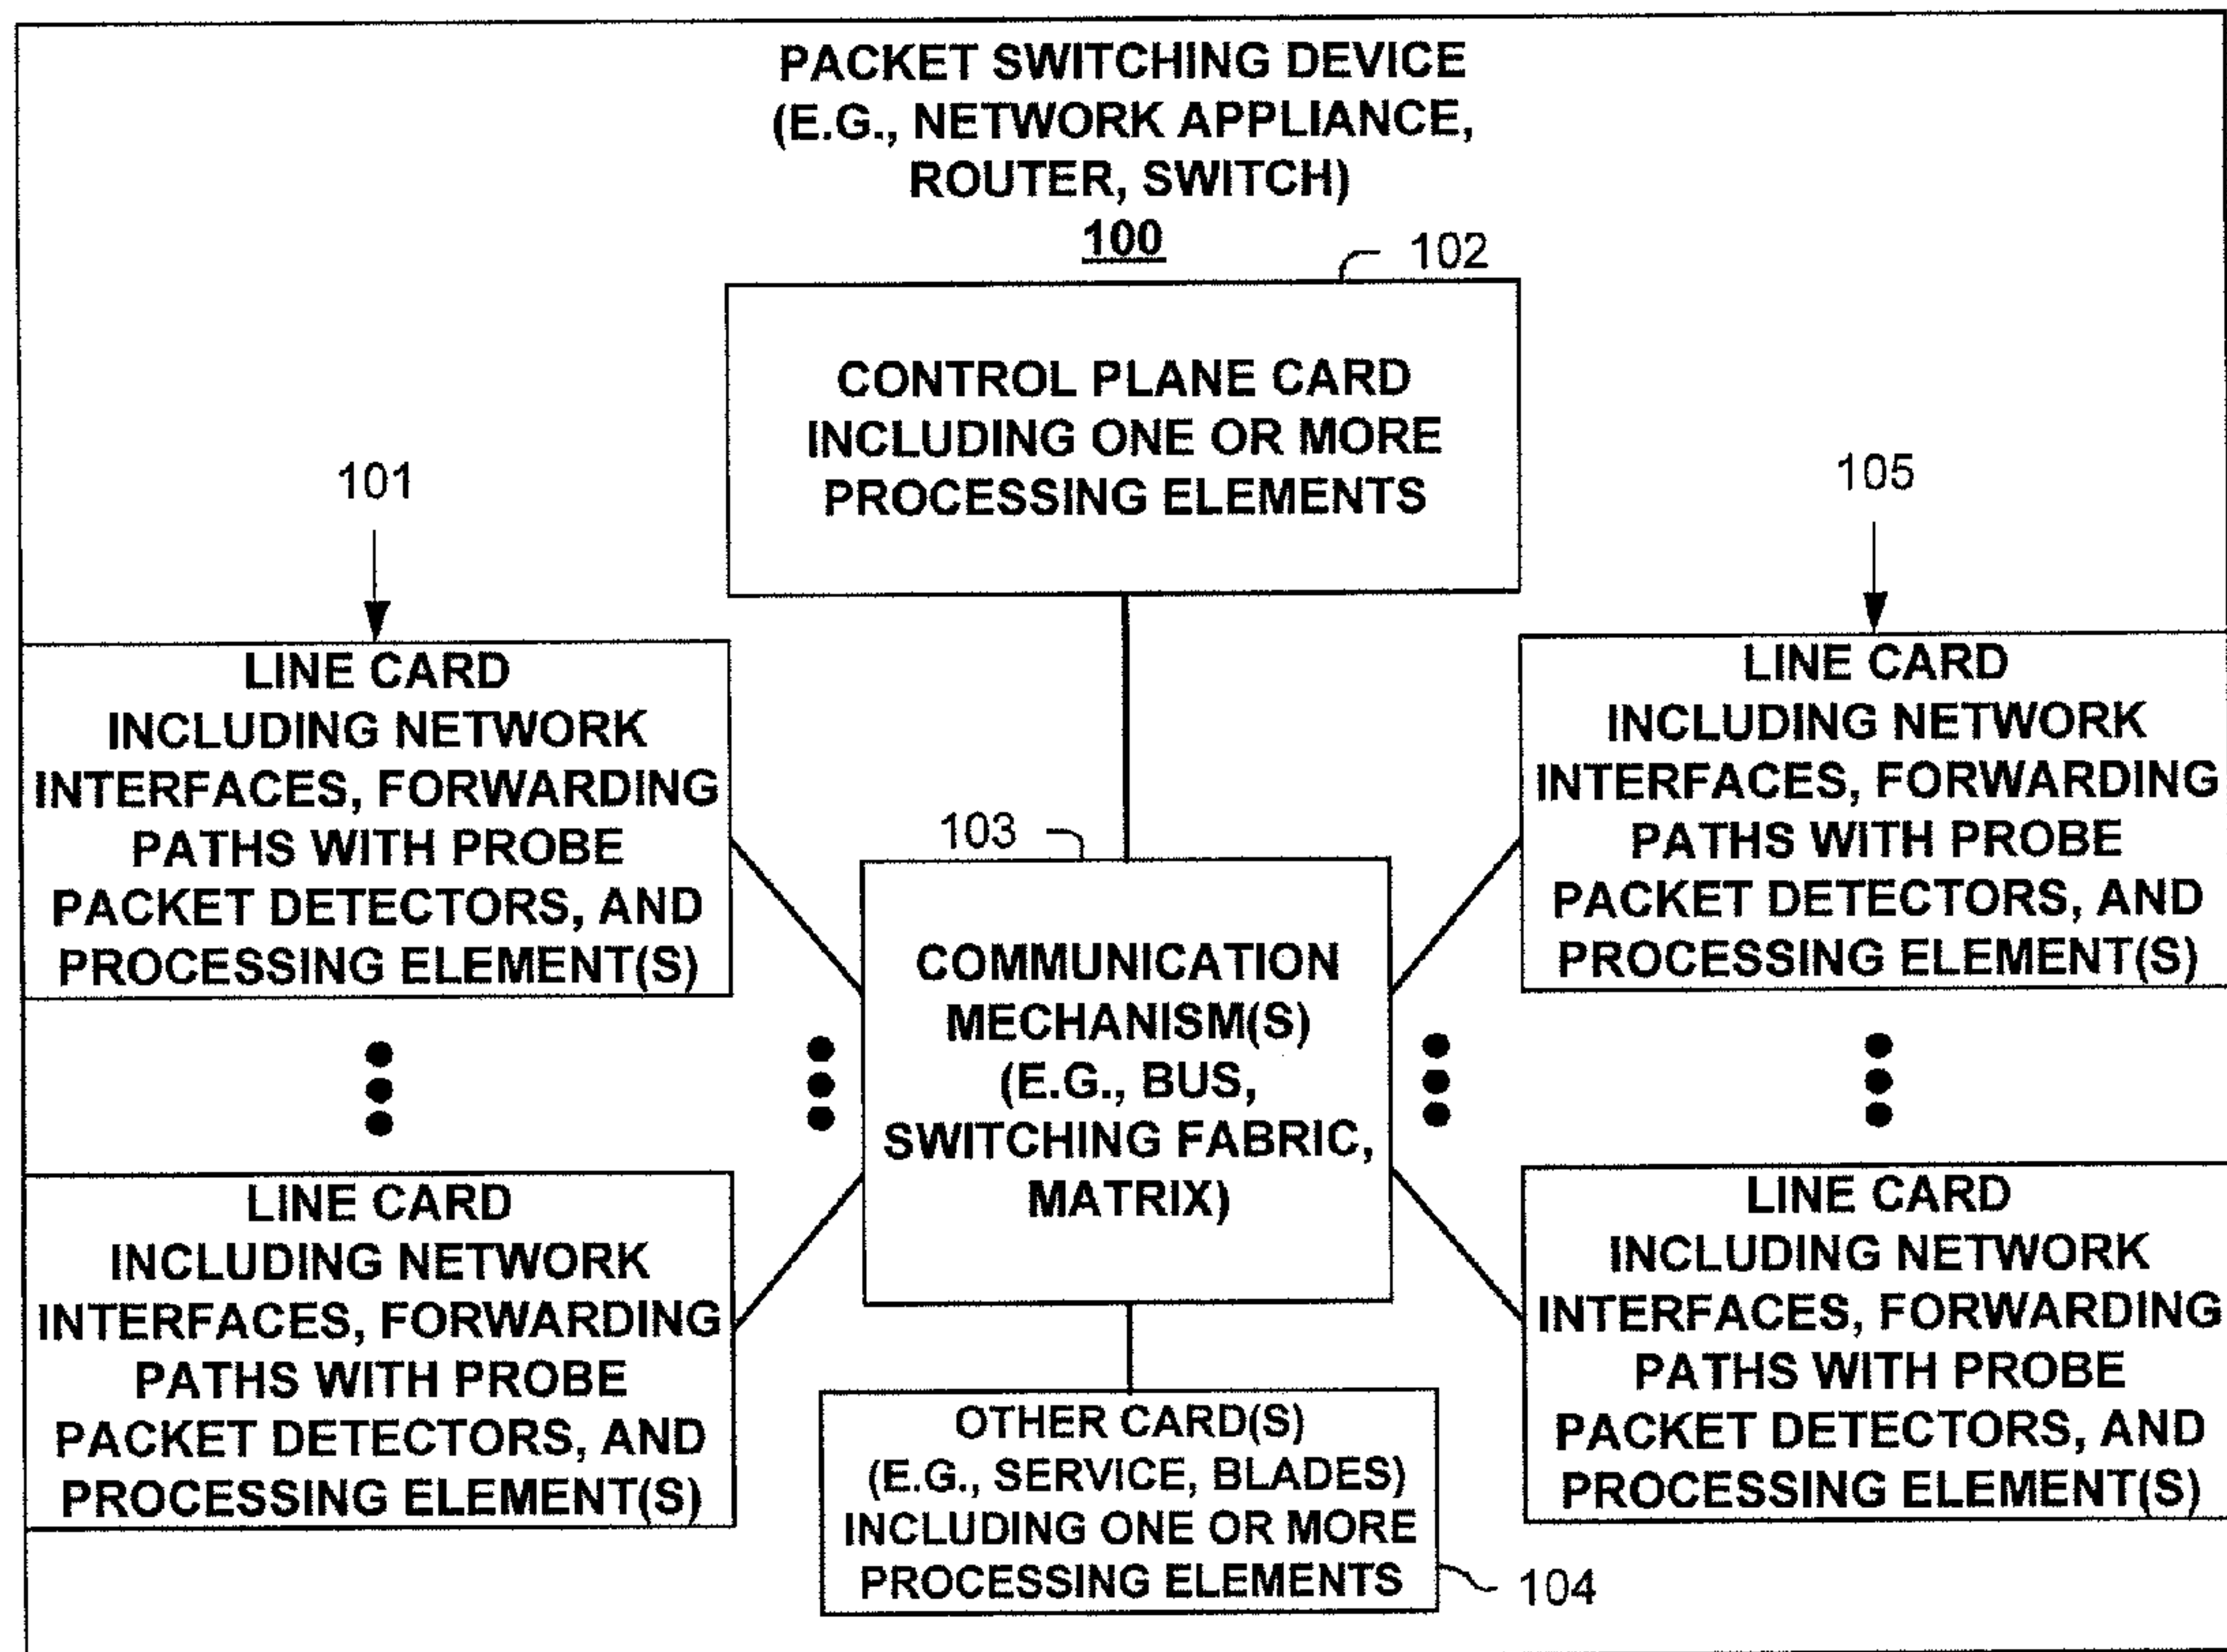 PACKET SWITCHING DEVICE
(E.G., NETWORK APPLIANCE,
ROUTER, SWITCH)
100
102
CONTROL PLANE CARD
INCLUDING ONE OR MORE
PROCESSING ELEMENTS
101
105
LINE CARD
INCLUDING NETWORK
INTERFACES, FORWARDING
PATHS WITH PROBE
PACKET DETECTORS, AND
PROCESSING ELEMENT(S)
LINE CARD
INCLUDING NETWORK
INTERFACES, FORWARDING
PATHS WITH PROBE
PACKET DETECTORS, AND
PROCESSING ELEMENT(S)
103
COMMUNICATION
MECHANISM(S)
(E.G., BUS,
SWITCHING FABRIC,
MATRIX)
LINE CARD
INCLUDING NETWORK
INTERFACES, FORWARDING
PATHS WITH PROBE
PACKET DETECTORS, AND
PROCESSING ELEMENT(S)
LINE CARD
INCLUDING NETWORK
INTERFACES, FORWARDING
PATHS WITH PROBE
PACKET DETECTORS, AND
PROCESSING ELEMENT(S)
OTHER CARD(S)
(E.G., SERVICE, BLADES)
INCLUDING ONE OR MORE
PROCESSING ELEMENTS
104